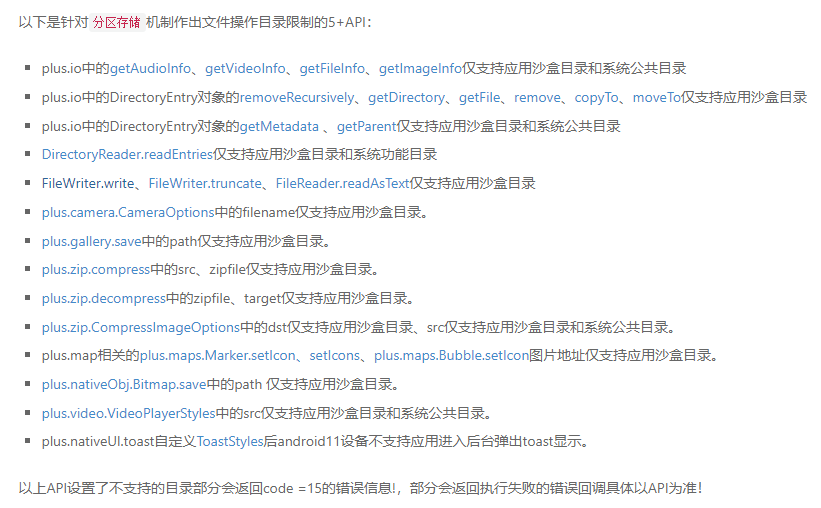 以下是针对 分区存储 机制作出文件操作目录限制的5+API：
plus.io中的getAudioInfo、getVideoInfo、getFileInfo、getImageInfo仅支持应用沙盒目录和系统公共目录
plus.io中的DirectoryEntry对象的removeRecursively、getDirectory、getFile、remove、copyTo、moveTo仅支持应用沙盒目录
plus.io中的DirectoryEntry对象的getMetadata 、getParent仅支持应用沙盒目录和系统公共目录
DirectoryReader.readEntries仅支持应用沙盒目录和系统功能目录
FileWriter.write、FileWriter.truncate、FileReader.readAsText仅支持应用沙盒目录
plus.camera.CameraOptions中的filename仅支持应用沙盒目录。
plus.gallery.save中的path仅支持应用沙盒目录。
plus.zip.compress中的src、zipfile仅支持应用沙盒目录。
plus.zip.decompress中的zipfile、target仅支持应用沙盒目录。
plus.zip.CompressImageOptions中的dst仅支持应用沙盒目录、src仅支持应用沙盒目录和系统公共目录。
plus.map相关的plus.maps.Marker.setIcon、setIcons、plus.maps.Bubble.setIcon图片地址仅支持应用沙盒目录。
plus.nativeObj.Bitmap.save中的path 仅支持应用沙盒目录。
plus.video.VideoPlayerStyles中的src仅支持应用沙盒目录和系统公共目录。
plus.nativeUI.toast自定义ToastStyles后android11设备不支持应用进入后台弹出toast显示。
以上API设置了不支持的目录部分会返回code =15的错误信息!，部分会返回执行失败的错误回调具体以API为准！